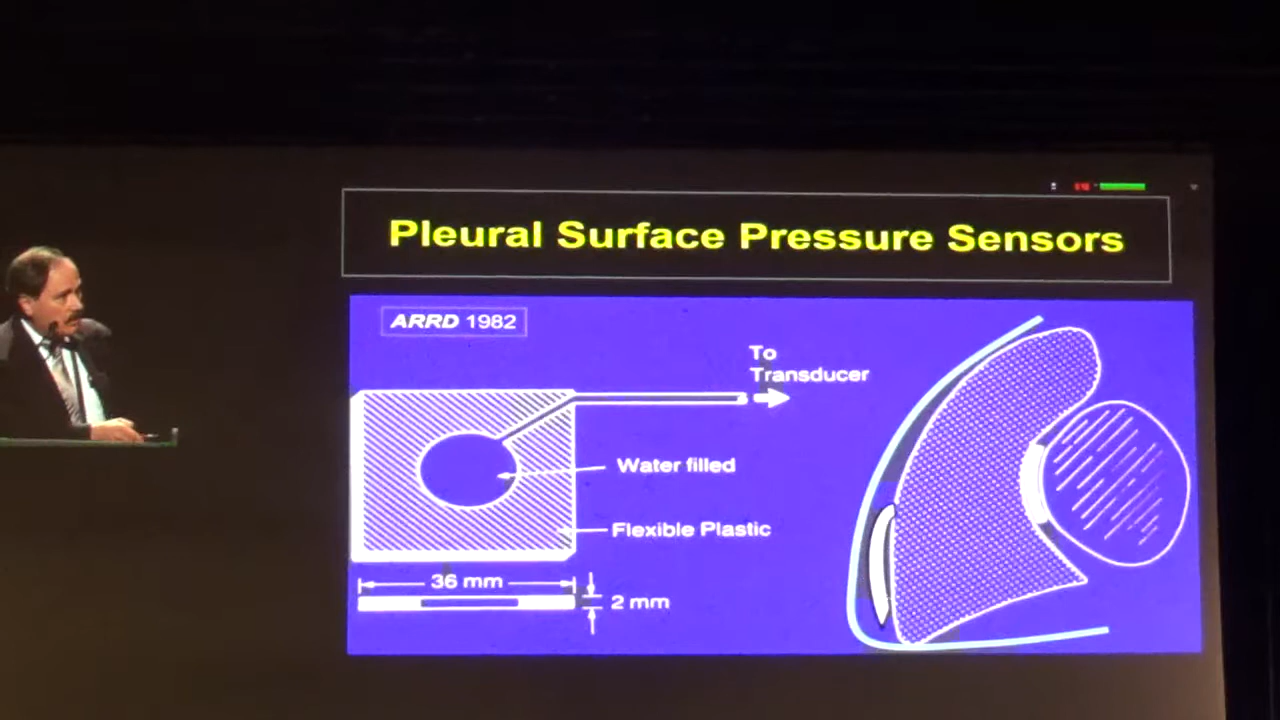 Pleural Surface Pressure Sensors
ARRD 1982
To
Transducer
Water filled
Flexible Plastic
36 mm
2 mm